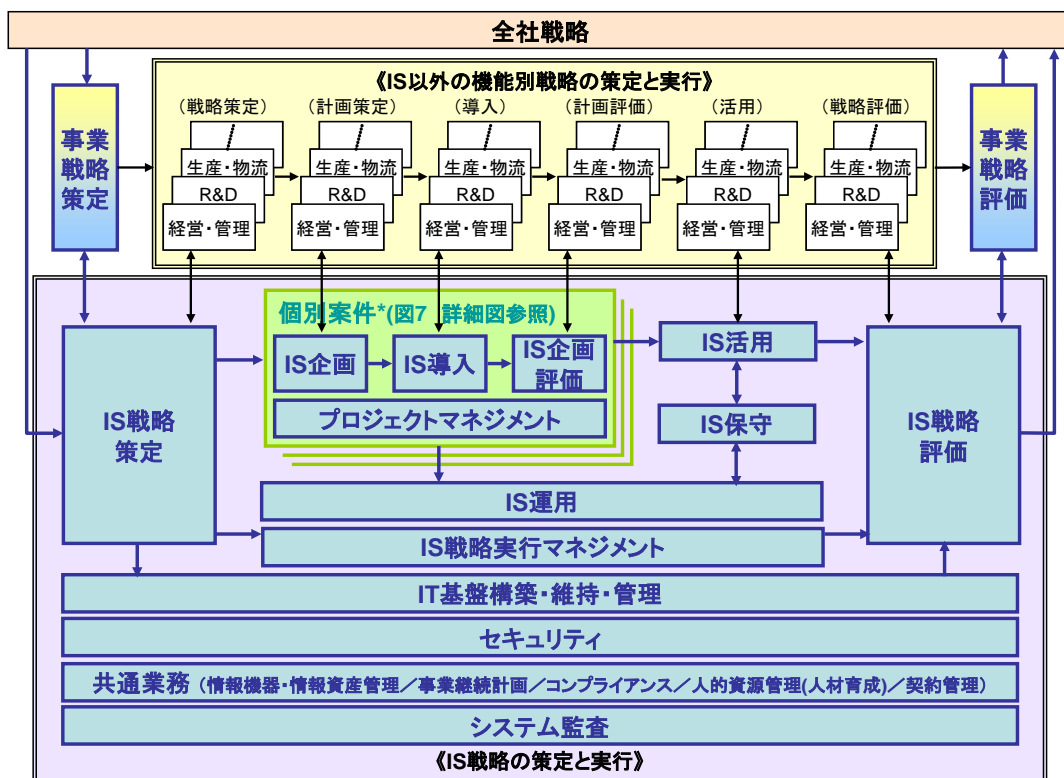 全社戦略
《IS以外の機能別戦略の策定と実行》
（戦略策定）
（計画策定）
（導入）
（計画評価）
（活用）
（戦略評価）
事業
戦略
策定
生産・物流
R&D
経営・管理
生産・物流
R&D
経営・管理
生産・物流
R&D
経営・管理
生産・物流
R&D
経営・管理
生産・物流
R&D
経営・管理
生産・物流
R&D
経営・管理
事業
戦略
評価
個別案件*(図7 詳細図参照)
IS企画
IS導入
IS企画
評価
プロジェクトマネジメント
IS活用
IS保守
IS戦略
策定
IS戦略
評価
IS運用
IS戦略実行マネジメント
IT基盤構築・維持・管理
セキュリティ
共通業務（情報機器・情報資産管理／事業継続計画／コンプライアンス／人的資源管理(人材育成)／契約管理）
システム監査
《IS戦略の策定と実行》